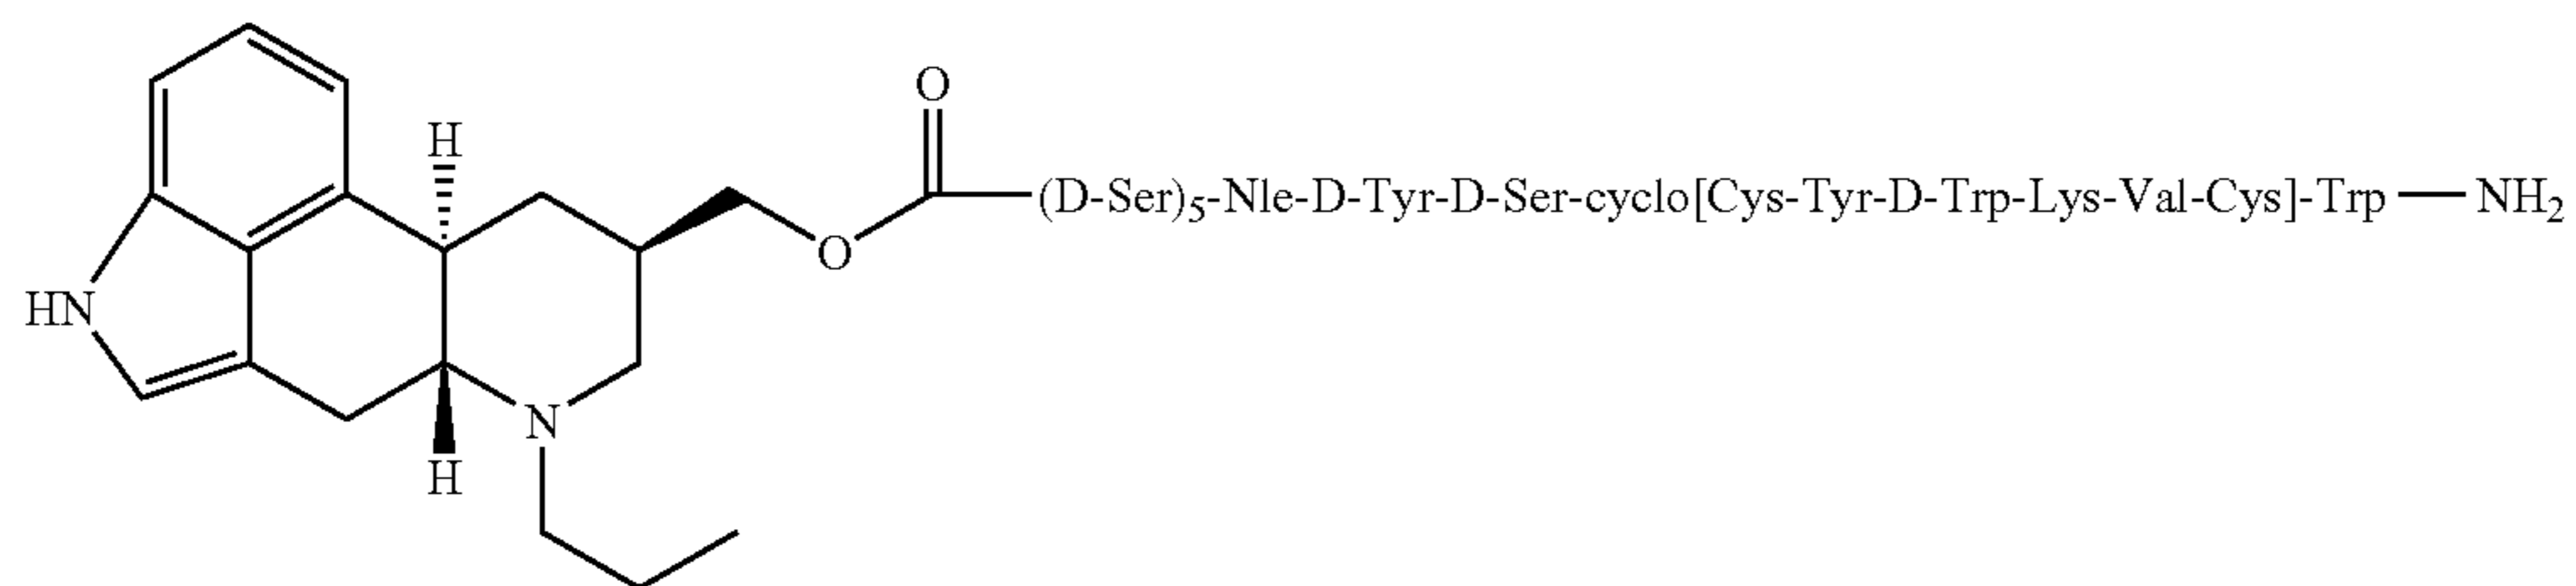 O
H
(D-Ser)5-Nle-D-Tyr-D-Ser-cyclo[Cys-Tyr-D-Trp-Lys-Val-Cys]-Trp — NH2
O
HN
N
H